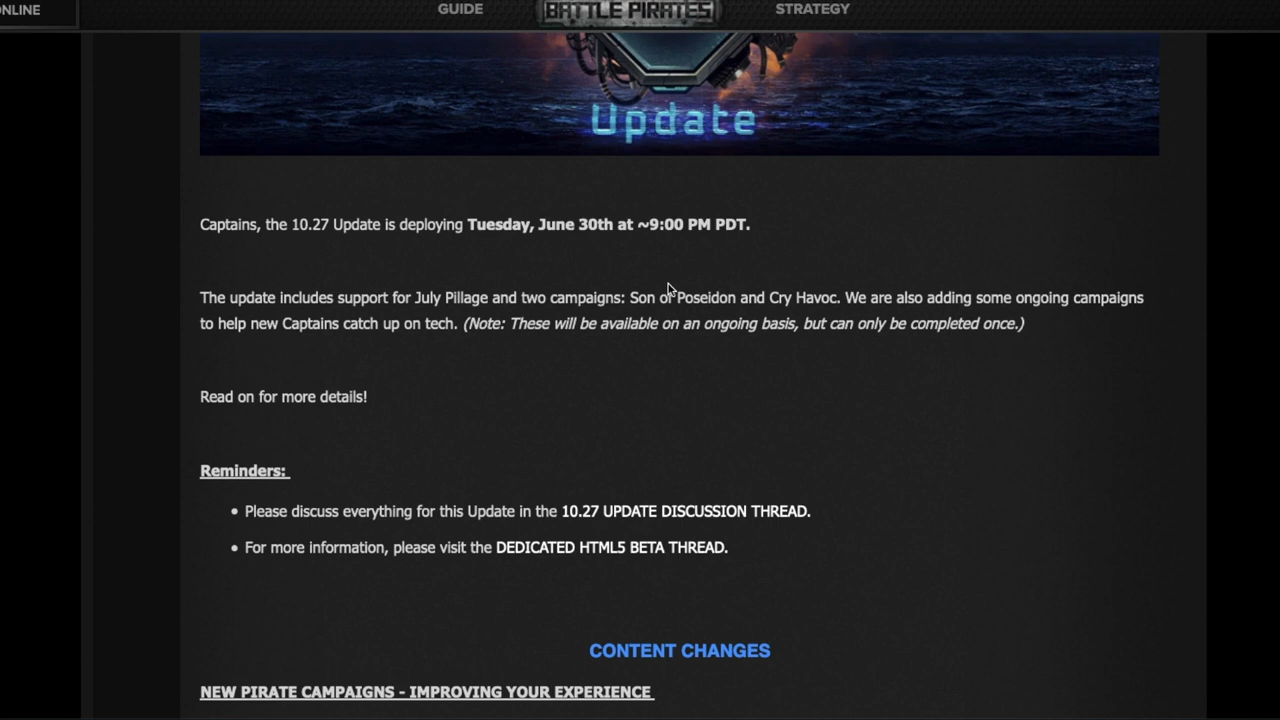 ONLINE
GUIDE
BATTLE PIRATES
STRATEGY
Update
Captains, the 10.27 Update is deploying Tuesday, June 30th at ~9:00 PM PDT.
The update includes support for July Pillage and two campaigns: Son of Poseidon and Cry Havoc. We are also adding some ongoing campaigns
to help new Captains catch up on tech. (Note: These will be available on an ongoing basis, but can only be completed once.)
Read on for more details!
Reminders:
• Please discuss everything for this Update in the 10.27 UPDATE DISCUSSION THREAD.
• For more information, please visit the DEDICATED HTML5 BETA THREAD.
CONTENT CHANGES
NEW PIRATE CAMPAIGNS - IMPROVING YOUR EXPERIENCE